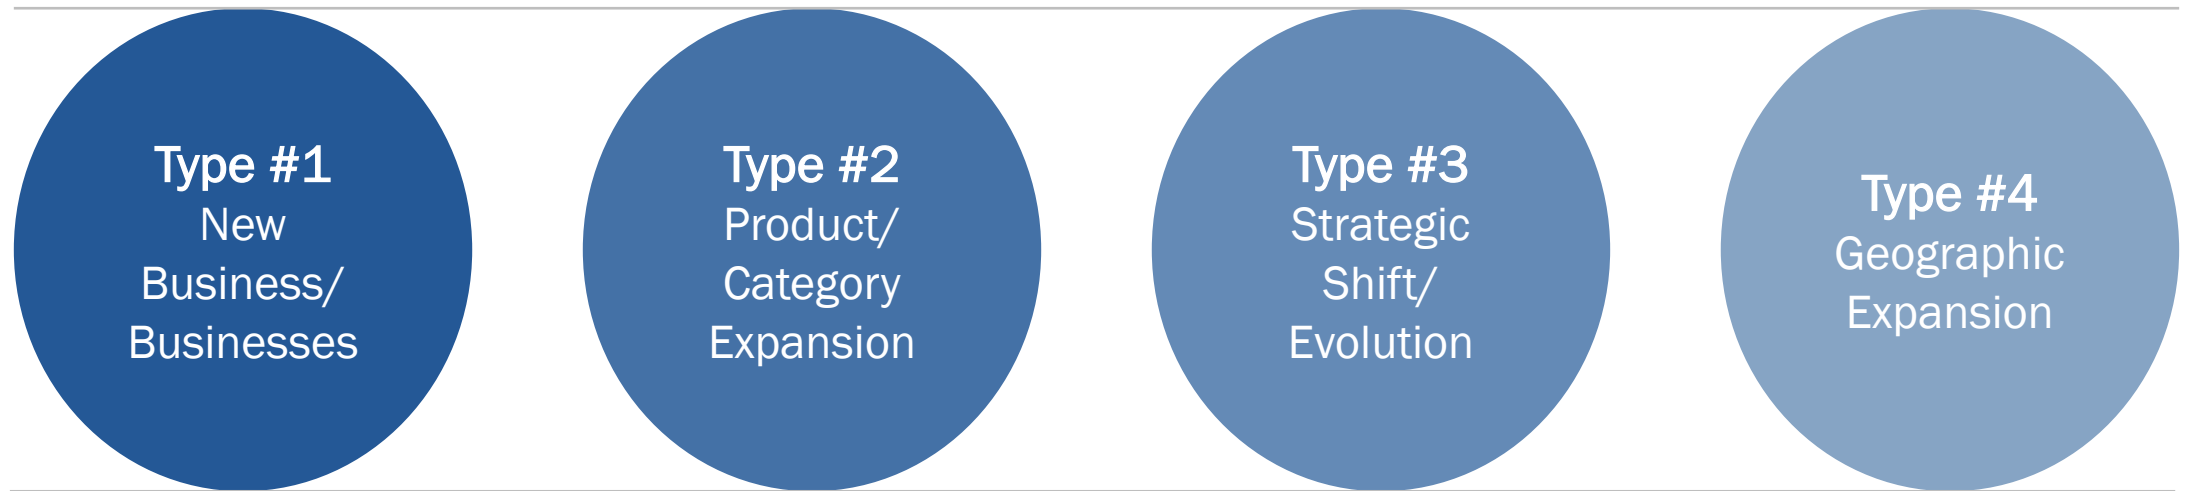 Type #1
New
Business/
Businesses
Type #2
Product/
Category
Expansion
Type #3
Strategic
Shift/
Evolution
Type #4
Geographic
Expansion